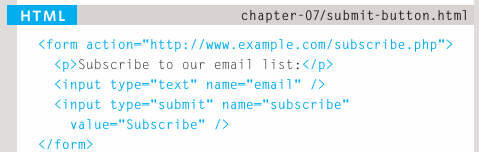 HTML chapter-07/submit-button.html
<form action="http://www.example.com/subscribe.php">
<p>Subscribe to our email list:</p>
<input type="text" name="email" />
<input type="submit" name="subscribe"
value="Subscribe" />
</form>